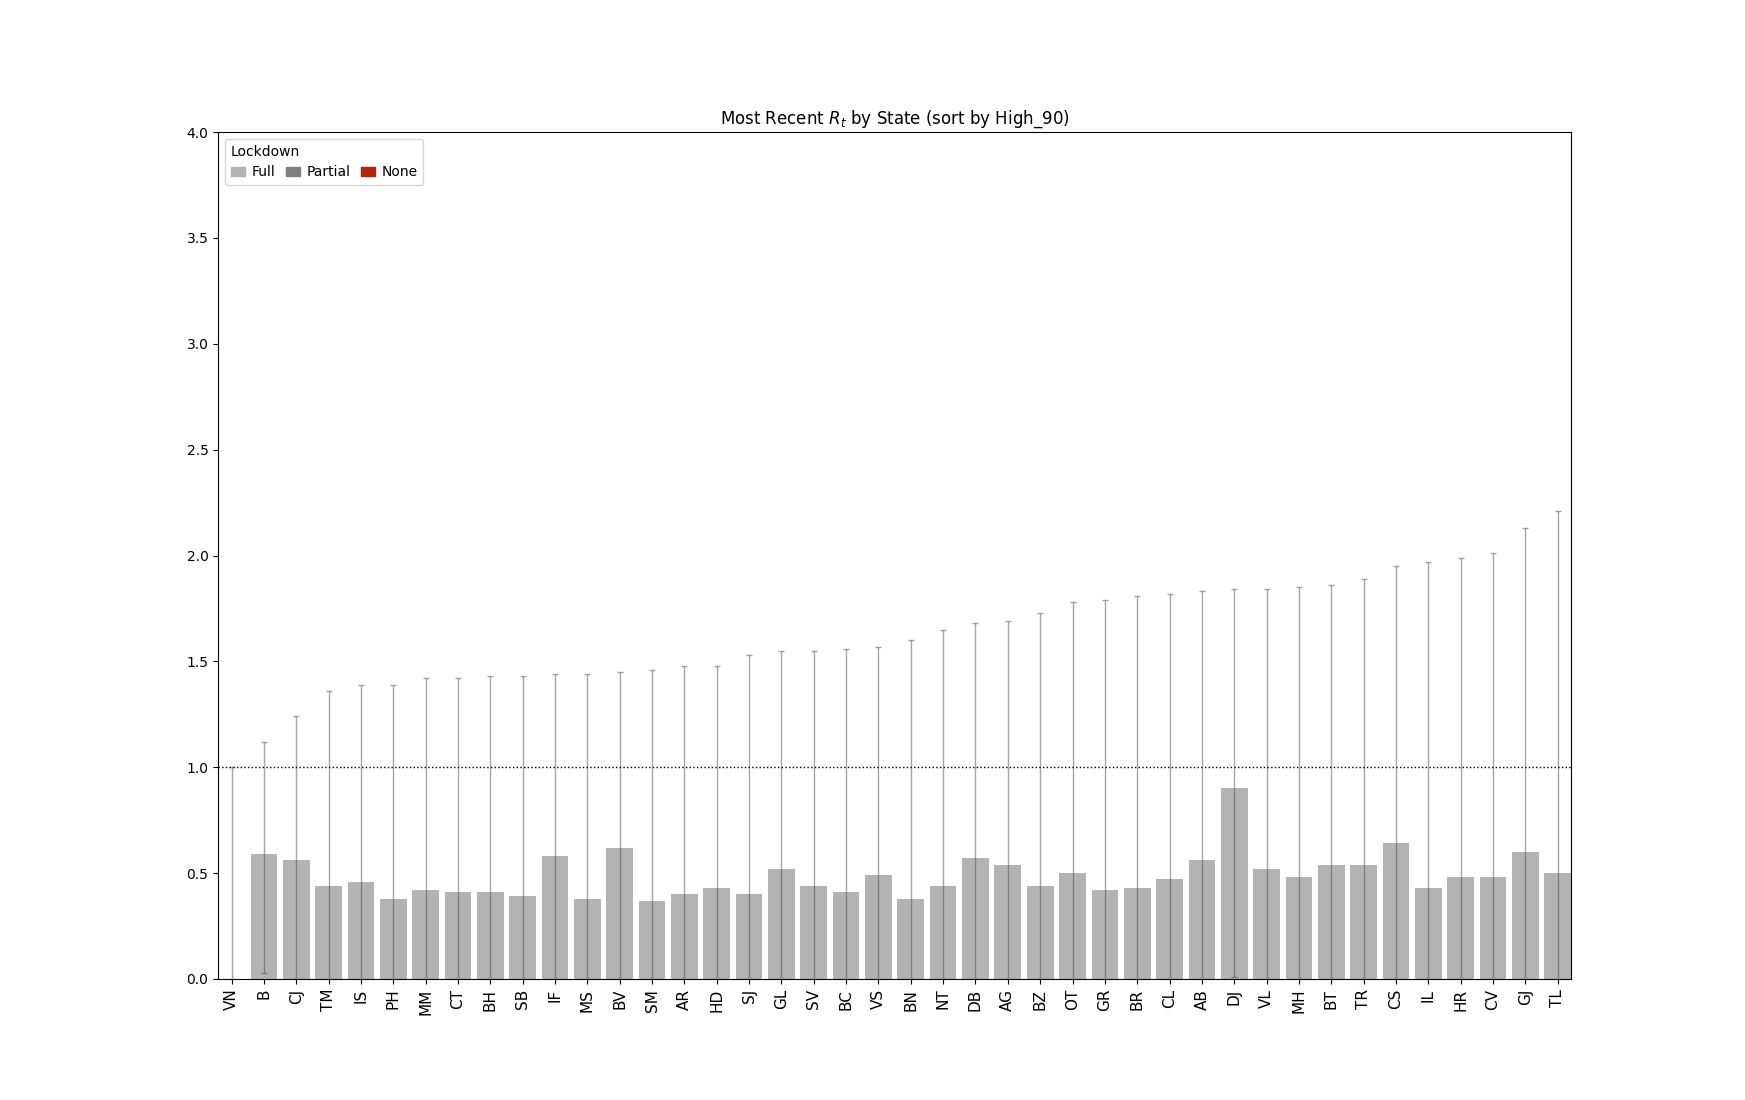 Most Recent Rt by State (sort by High_90)
Lockdown
Full Partial None
4.0
3.5
3.0
2.5
2.0
1.5
1.0
0.5
0.0
VN B CJ TM IS PH MM CT BH SB IF MS BV SM AR HD SJ GL SV BC VS BN NT DB AG BZ OT GR BR CL AB DJ VL MH BT TR CS IL HR CV GJ TL